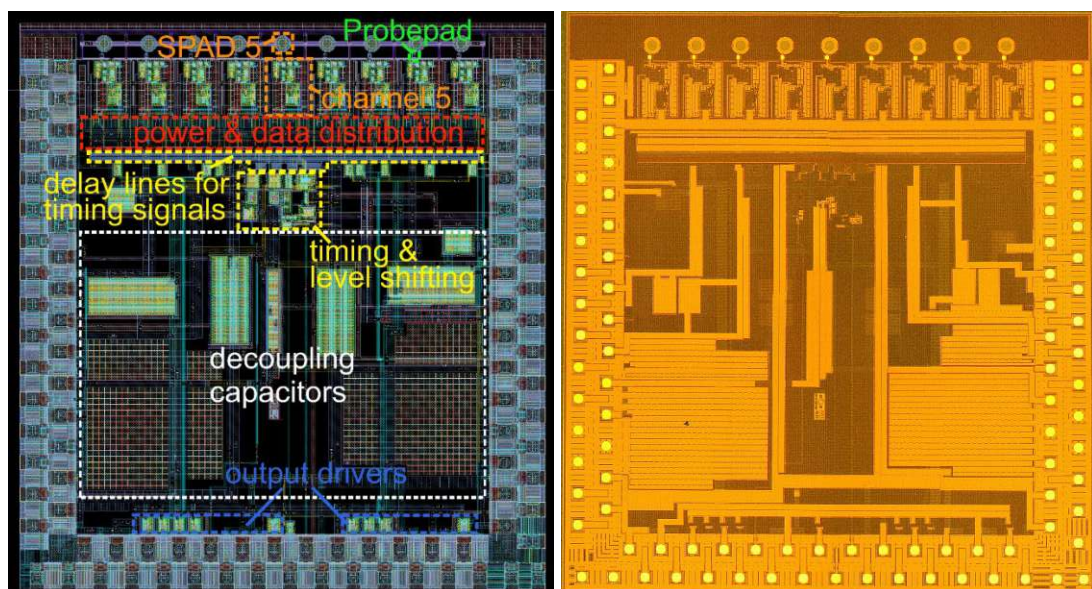 SPAD 5
Probepad
channel 5
power & data distribution
delay lines for
timing signals
timing &
level shifting
decoupling
capacitors
output drivers